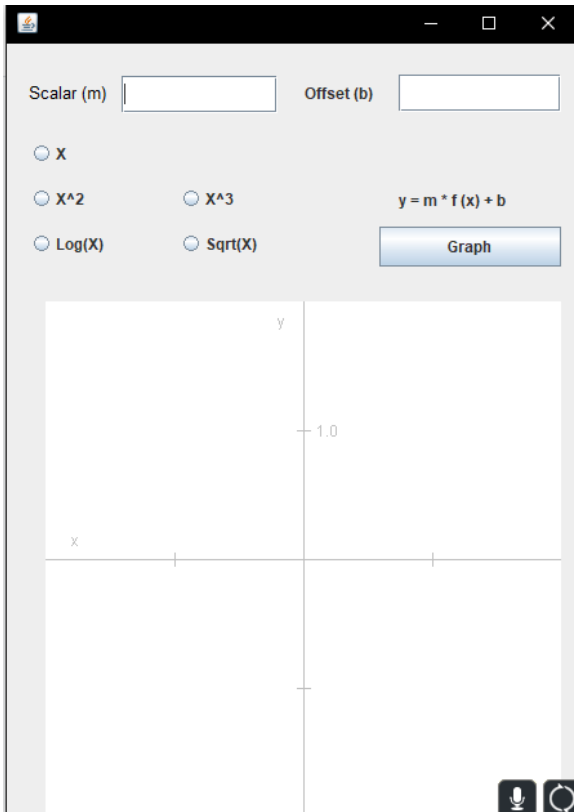 Scalar (m) Offset (b)
X
X^2 X^3 y = m * f (x) + b
Log(X) Sqrt(X) Graph
y
1.0
x